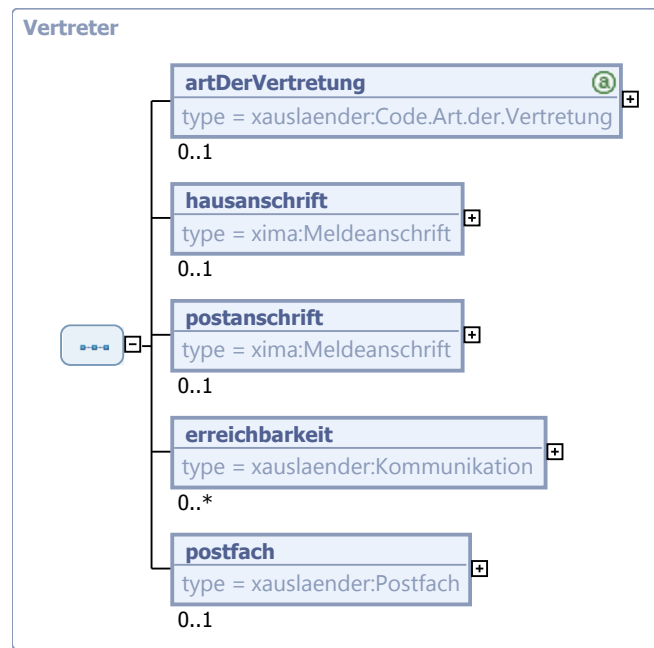 Vertreter
artDerVertretung
a
type = xauslaender:Code.Art.der.Vertretung
0..1
hausanschrift
type = xima:Meldeanschrift
0..1
postanschrift
type = xima:Meldeanschrift
0..1
erreichbarkeit
type = xauslaender:Kommunikation
0..*
postfach
type = xauslaender:Postfach
0..1